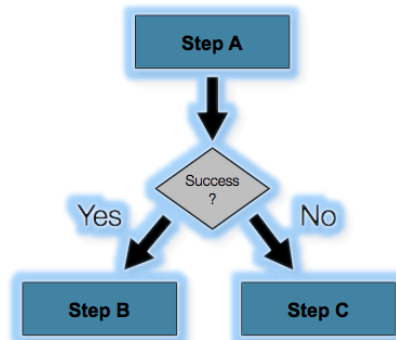 Step A
Success
?
Yes
No
Step B
Step C